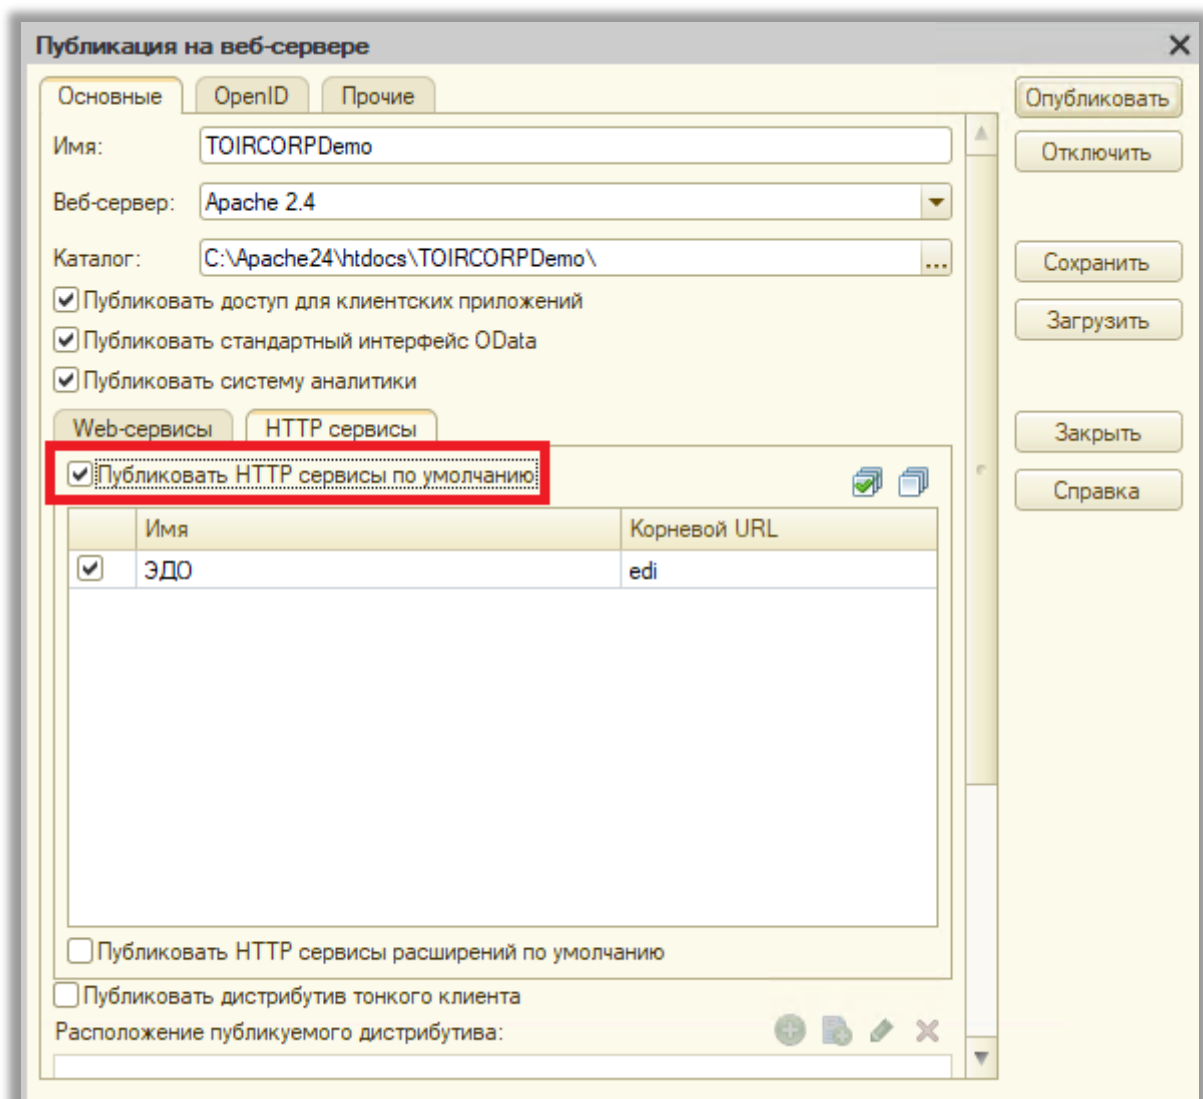 Публикация на веб-сервере
Основные OpenID Прочие
Опубликовать
Имя: TOIRCORPDemo
Отключить
Веб-сервер: Apache 2.4
Каталог: C:\Apache24\htdocs\TOIRCORPDemo\ ...
Сохранить
Публиковать доступ для клиентских приложений
Загрузить
Публиковать стандартный интерфейс OData
Публиковать систему аналитики
Web-сервисы HTTP сервисы
Закрыть
Публиковать HTTP сервисы по умолчанию
Справка
Имя Корневой URL
ЭДО edi
Публиковать HTTP сервисы расширений по умолчанию
Публиковать дистрибутив тонкого клиента
Расположение публикуемого дистрибутива: